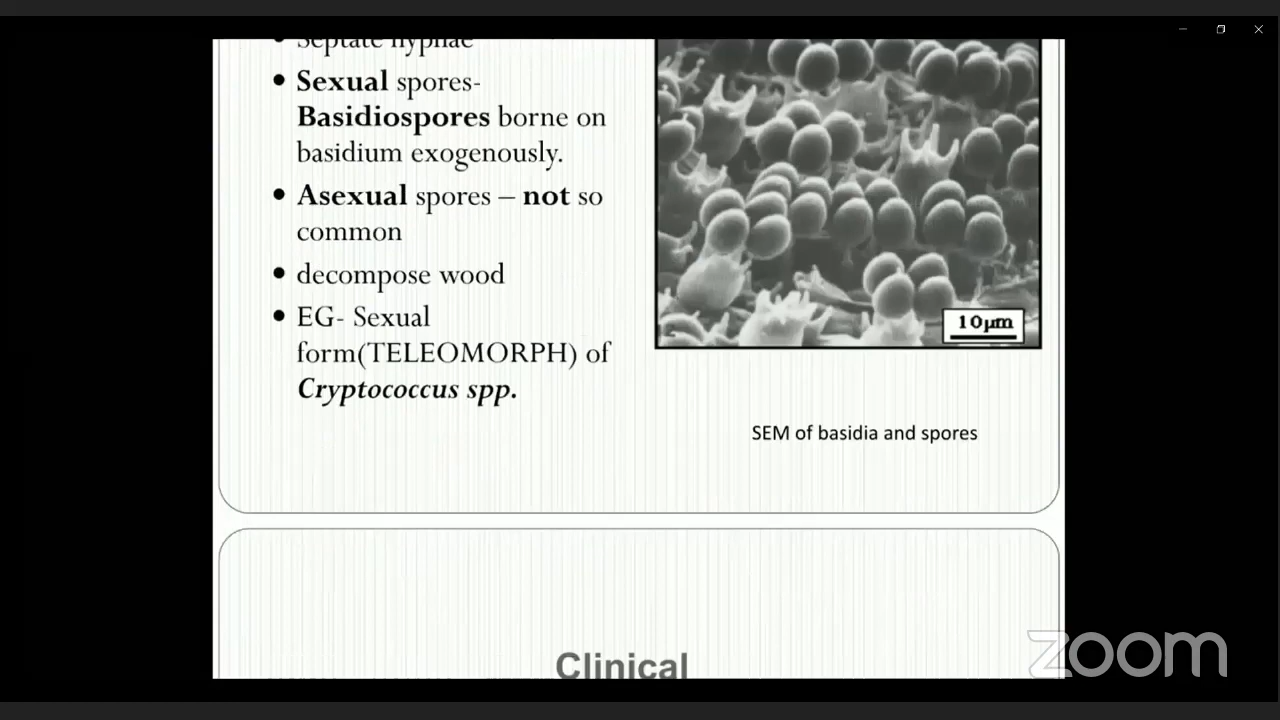 Septate hyphae
Sexual spores-
Basidiospores borne on
basidium exogenously.
Asexual spores – not so
common
decompose wood
EG- Sexual
form(TELEOMORPH) of
Cryptococcus spp.
10µm
SEM of basidia and spores
Clinical
zoom